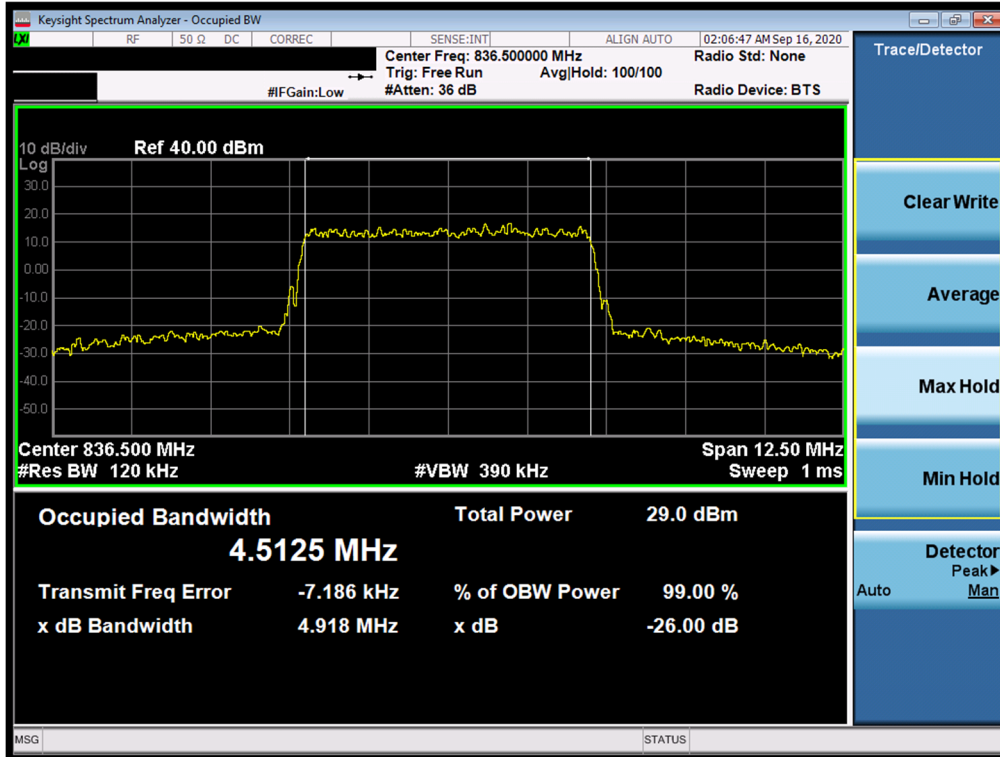 Keysight Spectrum Analyzer - Occupied BW
LXI RF 50 Ω DC CORREC SENSE:INT ALIGN AUTO 02:06:47 AM Sep 16, 2020
Center Freq: 836.500000 MHz Radio Std: None
Trig: Free Run Avg|Hold: 100/100
#IFGain:Low #Atten: 36 dB Radio Device: BTS
10 dB/div Ref 40.00 dBm
Log
30.0
20.0
10.0
0.00
-10.0
-20.0
-30.0
-40.0
-50.0
Center 836.500 MHz Span 12.50 MHz
#Res BW 120 kHz #VBW 390 kHz Sweep 1 ms
Occupied Bandwidth Total Power 29.0 dBm
4.5125 MHz
Transmit Freq Error -7.186 kHz % of OBW Power 99.00 %
x dB Bandwidth 4.918 MHz x dB -26.00 dB
MSG STATUS
Trace/Detector
Clear Write
Average
Max Hold
Min Hold
Detector
Peak▶
Auto Man